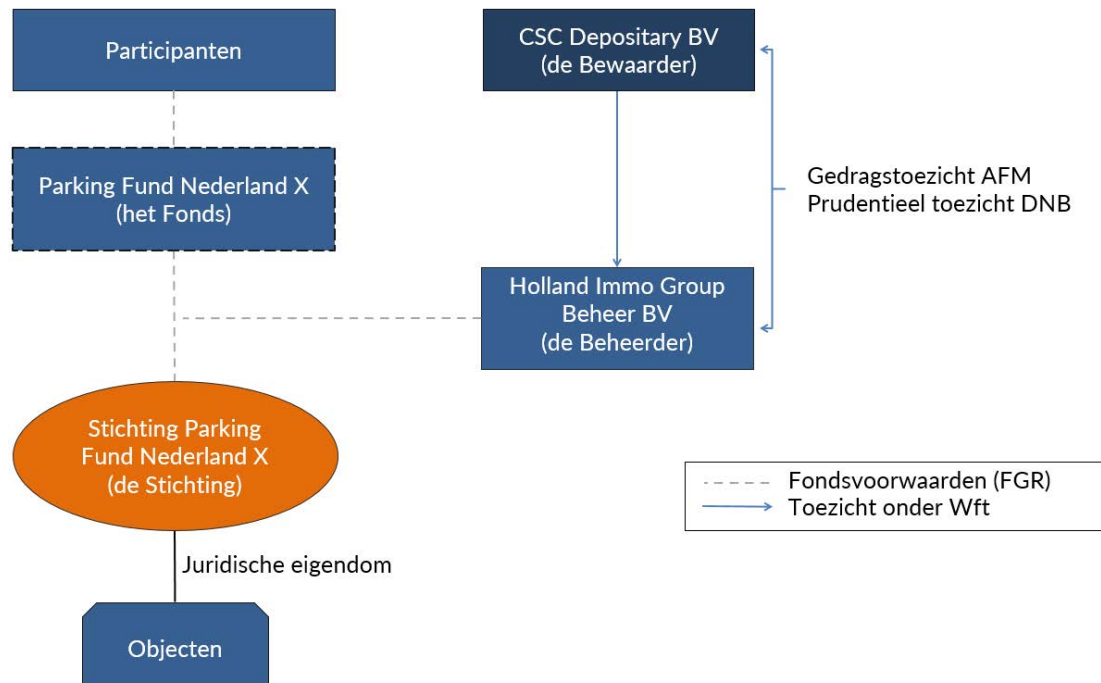 Participanten
CSC Depositary BV
(de Bewaarder)
Parking Fund Nederland X
(het Fonds)
Gedragstoezicht AFM
Prudentieel toezicht DNB
Holland Immo Group
Beheer BV
(de Beheerder)
Stichting Parking
Fund Nederland X
(de Stichting)
Fondsvoorwaarden (FGR)
Toezicht onder Wft
Juridische eigendom
Objecten